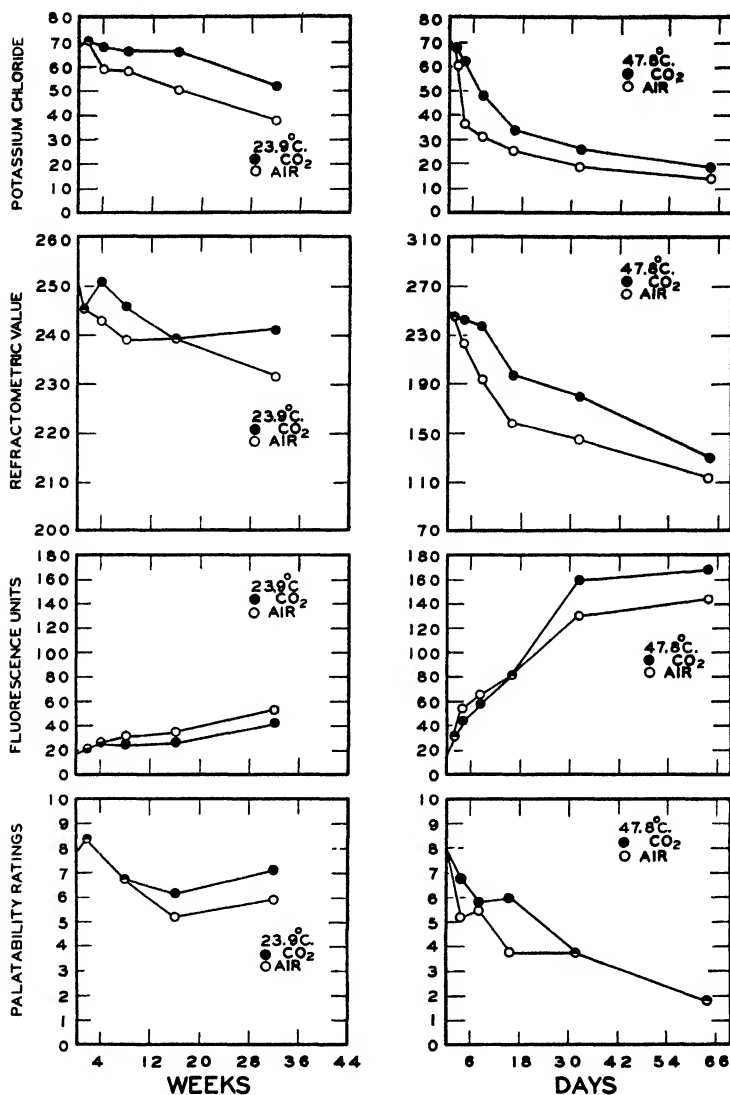 POTASSIUM CHLORIDE
80
70
60
50
40
30
20
10
0
23.9°C.
● CO2
○ AIR
80
70
60
50
40
30
20
10
0
47.8°C.
● CO2
○ AIR
REFRACTOMETRIC VALUE
260
250
240
230
220
210
200
23.9°C.
● CO2
○ AIR
310
270
230
190
150
110
70
47.8°C.
● CO2
○ AIR
FLUORESCENCE UNITS
180
160
140
120
100
80
60
40
20
0
23.9°C
● CO2
○ AIR
180
160
140
120
100
80
60
40
20
0
47.8°C.
● CO2
○ AIR
PALATABILITY RATINGS
10
9
8
7
6
5
4
3
2
1
0
23.9°C.
● CO2
○ AIR
4 12 20 28 36 44
WEEKS
10
9
8
7
6
5
4
3
2
1
0
47.8°C.
● CO2
○ AIR
6 18 30 42 54 66
DAYS